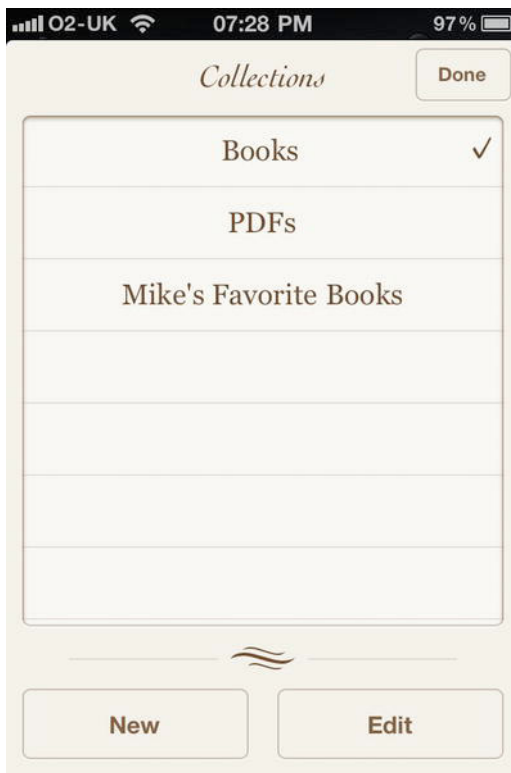 O2-UK 07:28 PM 97%
Collections Done
Books
PDFs
Mike's Favorite Books
New Edit